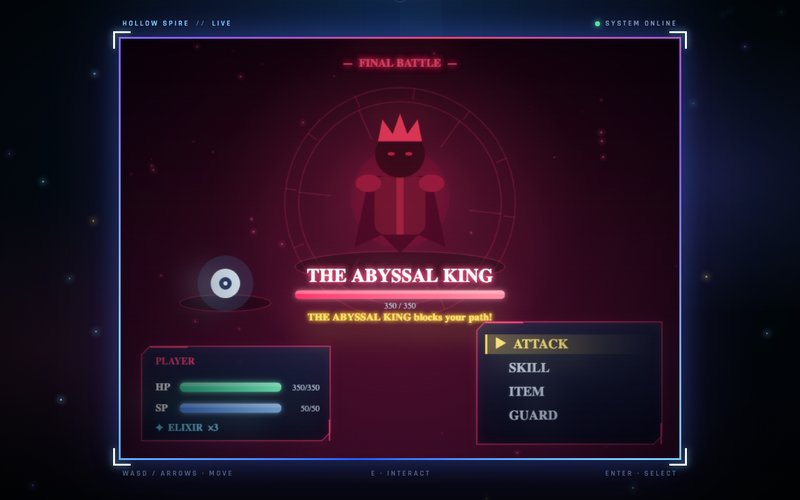 HOLLOW SPIRE // LIVE
SYSTEM ONLINE
— FINAL BATTLE —
THE ABYSSAL KING
350 / 350
THE ABYSSAL KING blocks your path!
PLAYER
HP 350/350
SP 50/50
✦ ELIXIR ×3
▶ ATTACK
SKILL
ITEM
GUARD
WASD / ARROWS · MOVE
E · INTERACT
ENTER · SELECT